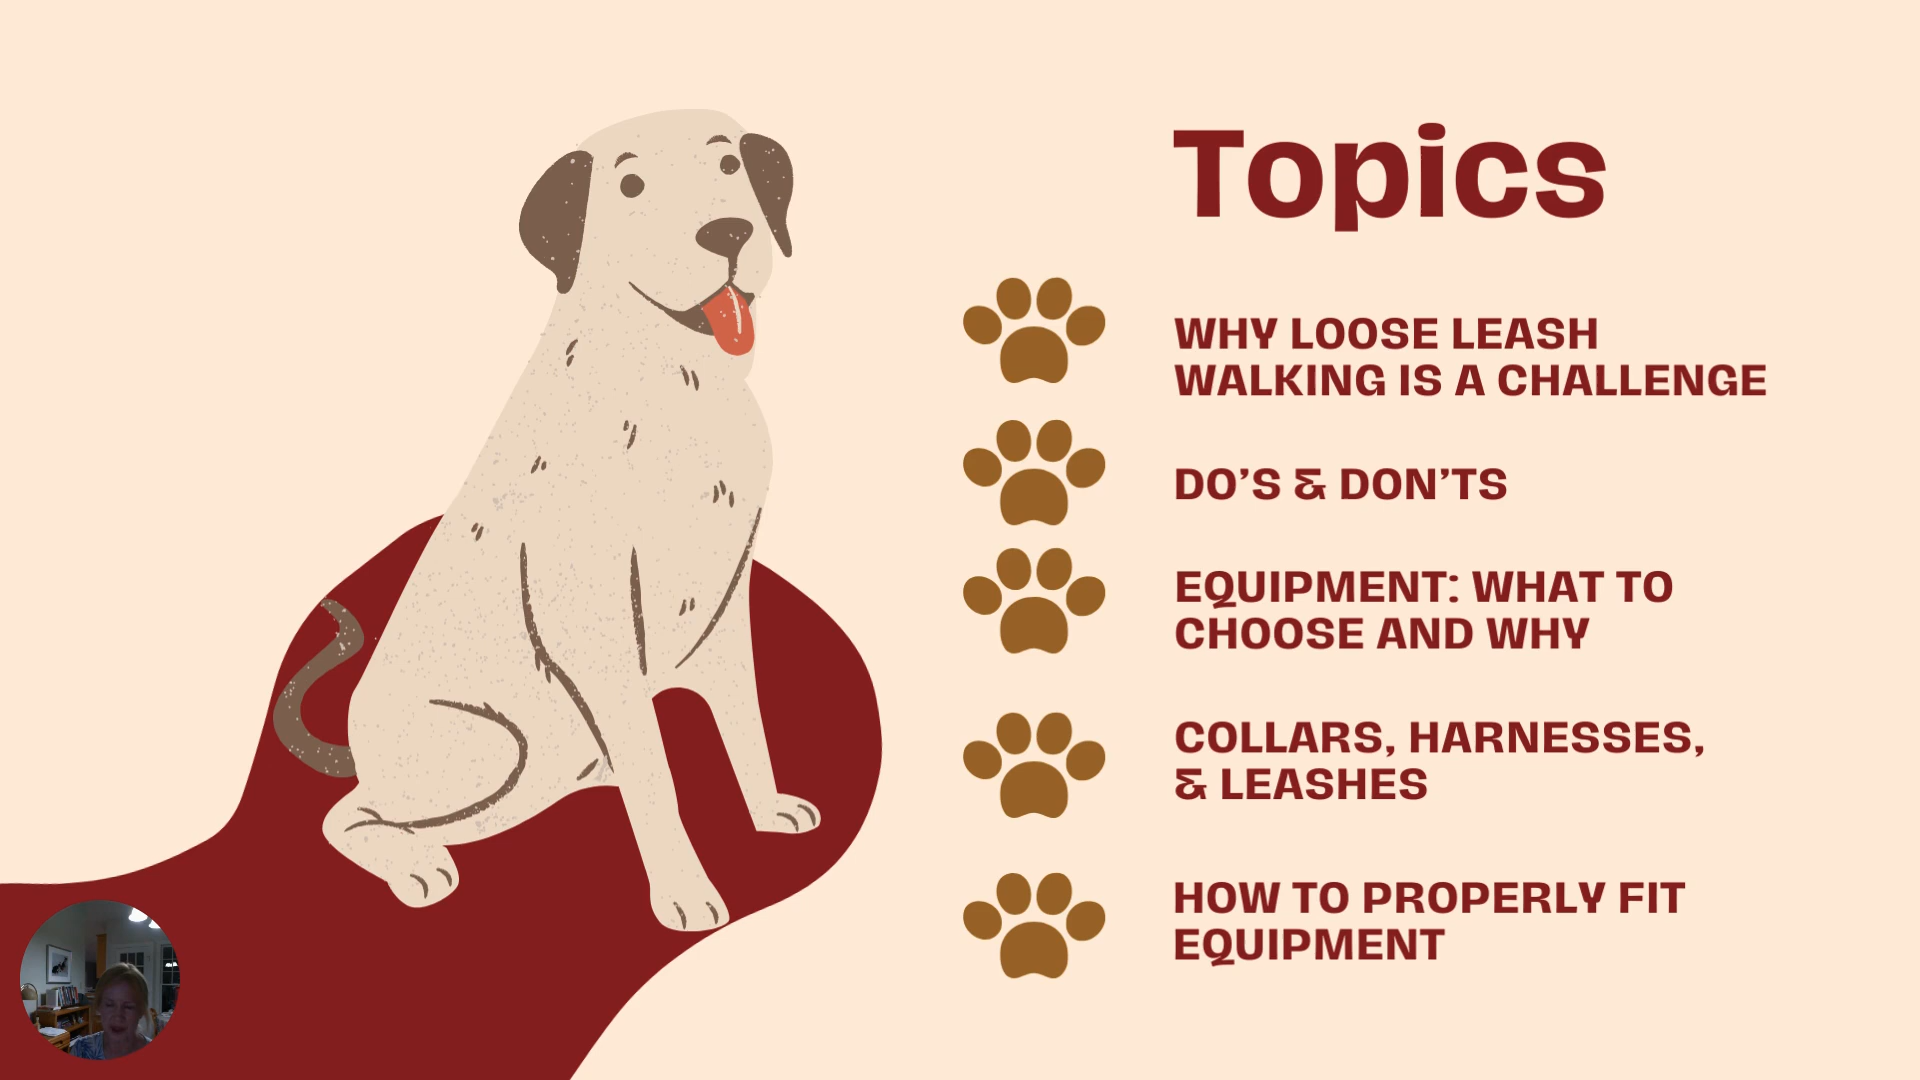 Topics
WHY LOOSE LEASH
WALKING IS A CHALLENGE
DO’S & DON’TS
EQUIPMENT: WHAT TO
CHOOSE AND WHY
COLLARS, HARNESSES,
& LEASHES
HOW TO PROPERLY FIT
EQUIPMENT